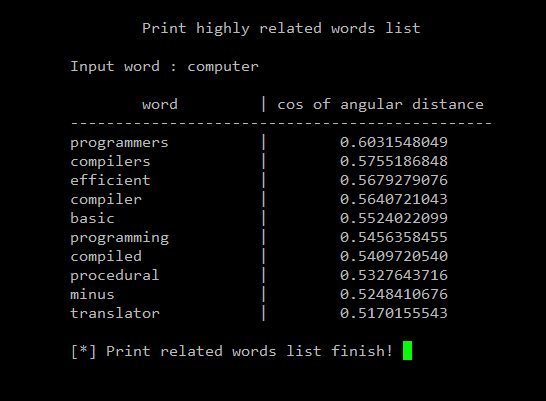 Print highly related words list
Input word : computer
word | cos of angular distance
-----------------------------------------------
programmers | 0.6031548049
compilers | 0.5755186848
efficient | 0.5679279076
compiler | 0.5640721043
basic | 0.5524022099
programming | 0.5456358455
compiled | 0.5409720540
procedural | 0.5327643716
minus | 0.5248410676
translator | 0.5170155543
[*] Print related words list finish!